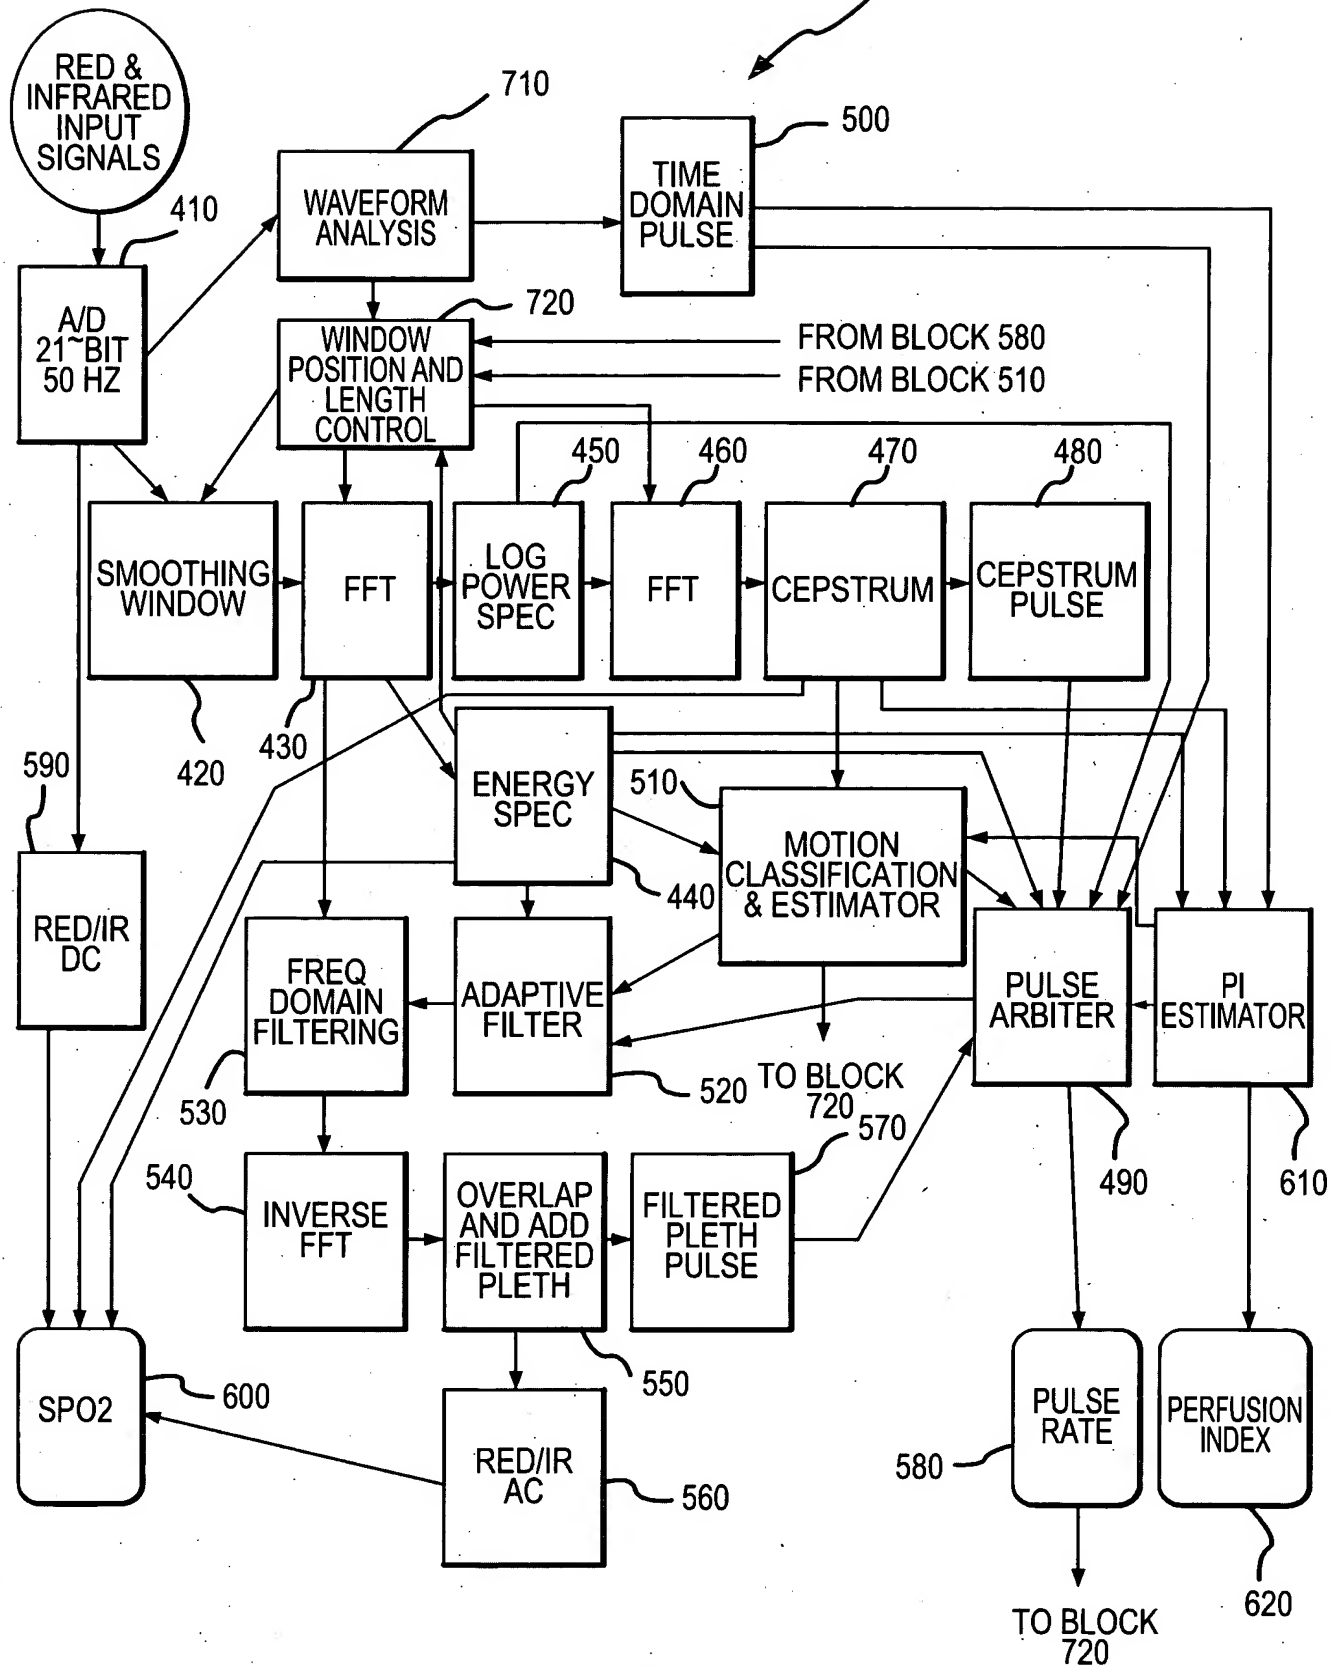 RED &
INFRARED
INPUT
SIGNALS
410
710
500
WAVEFORM
ANALYSIS
TIME
DOMAIN
PULSE
A/D
21~BIT
50 HZ
720
WINDOW
POSITION AND
LENGTH
CONTROL
FROM BLOCK 580
FROM BLOCK 510
450
460
470
480
SMOOTHING
WINDOW
FFT
LOG
POWER
SPEC
FFT
CEPSTRUM
CEPSTRUM
PULSE
420
430
590
ENERGY
SPEC
510
440
MOTION
CLASSIFICATION
& ESTIMATOR
RED/IR
DC
FREQ
DOMAIN
FILTERING
ADAPTIVE
FILTER
PULSE
ARBITER
PI
ESTIMATOR
530
520
TO BLOCK
720
570
490
610
540
INVERSE
FFT
OVERLAP
AND ADD
FILTERED
PLETH
FILTERED
PLETH
PULSE
550
SPO2
600
RED/IR
AC
560
PULSE
RATE
580
PERFUSION
INDEX
620
TO BLOCK
720